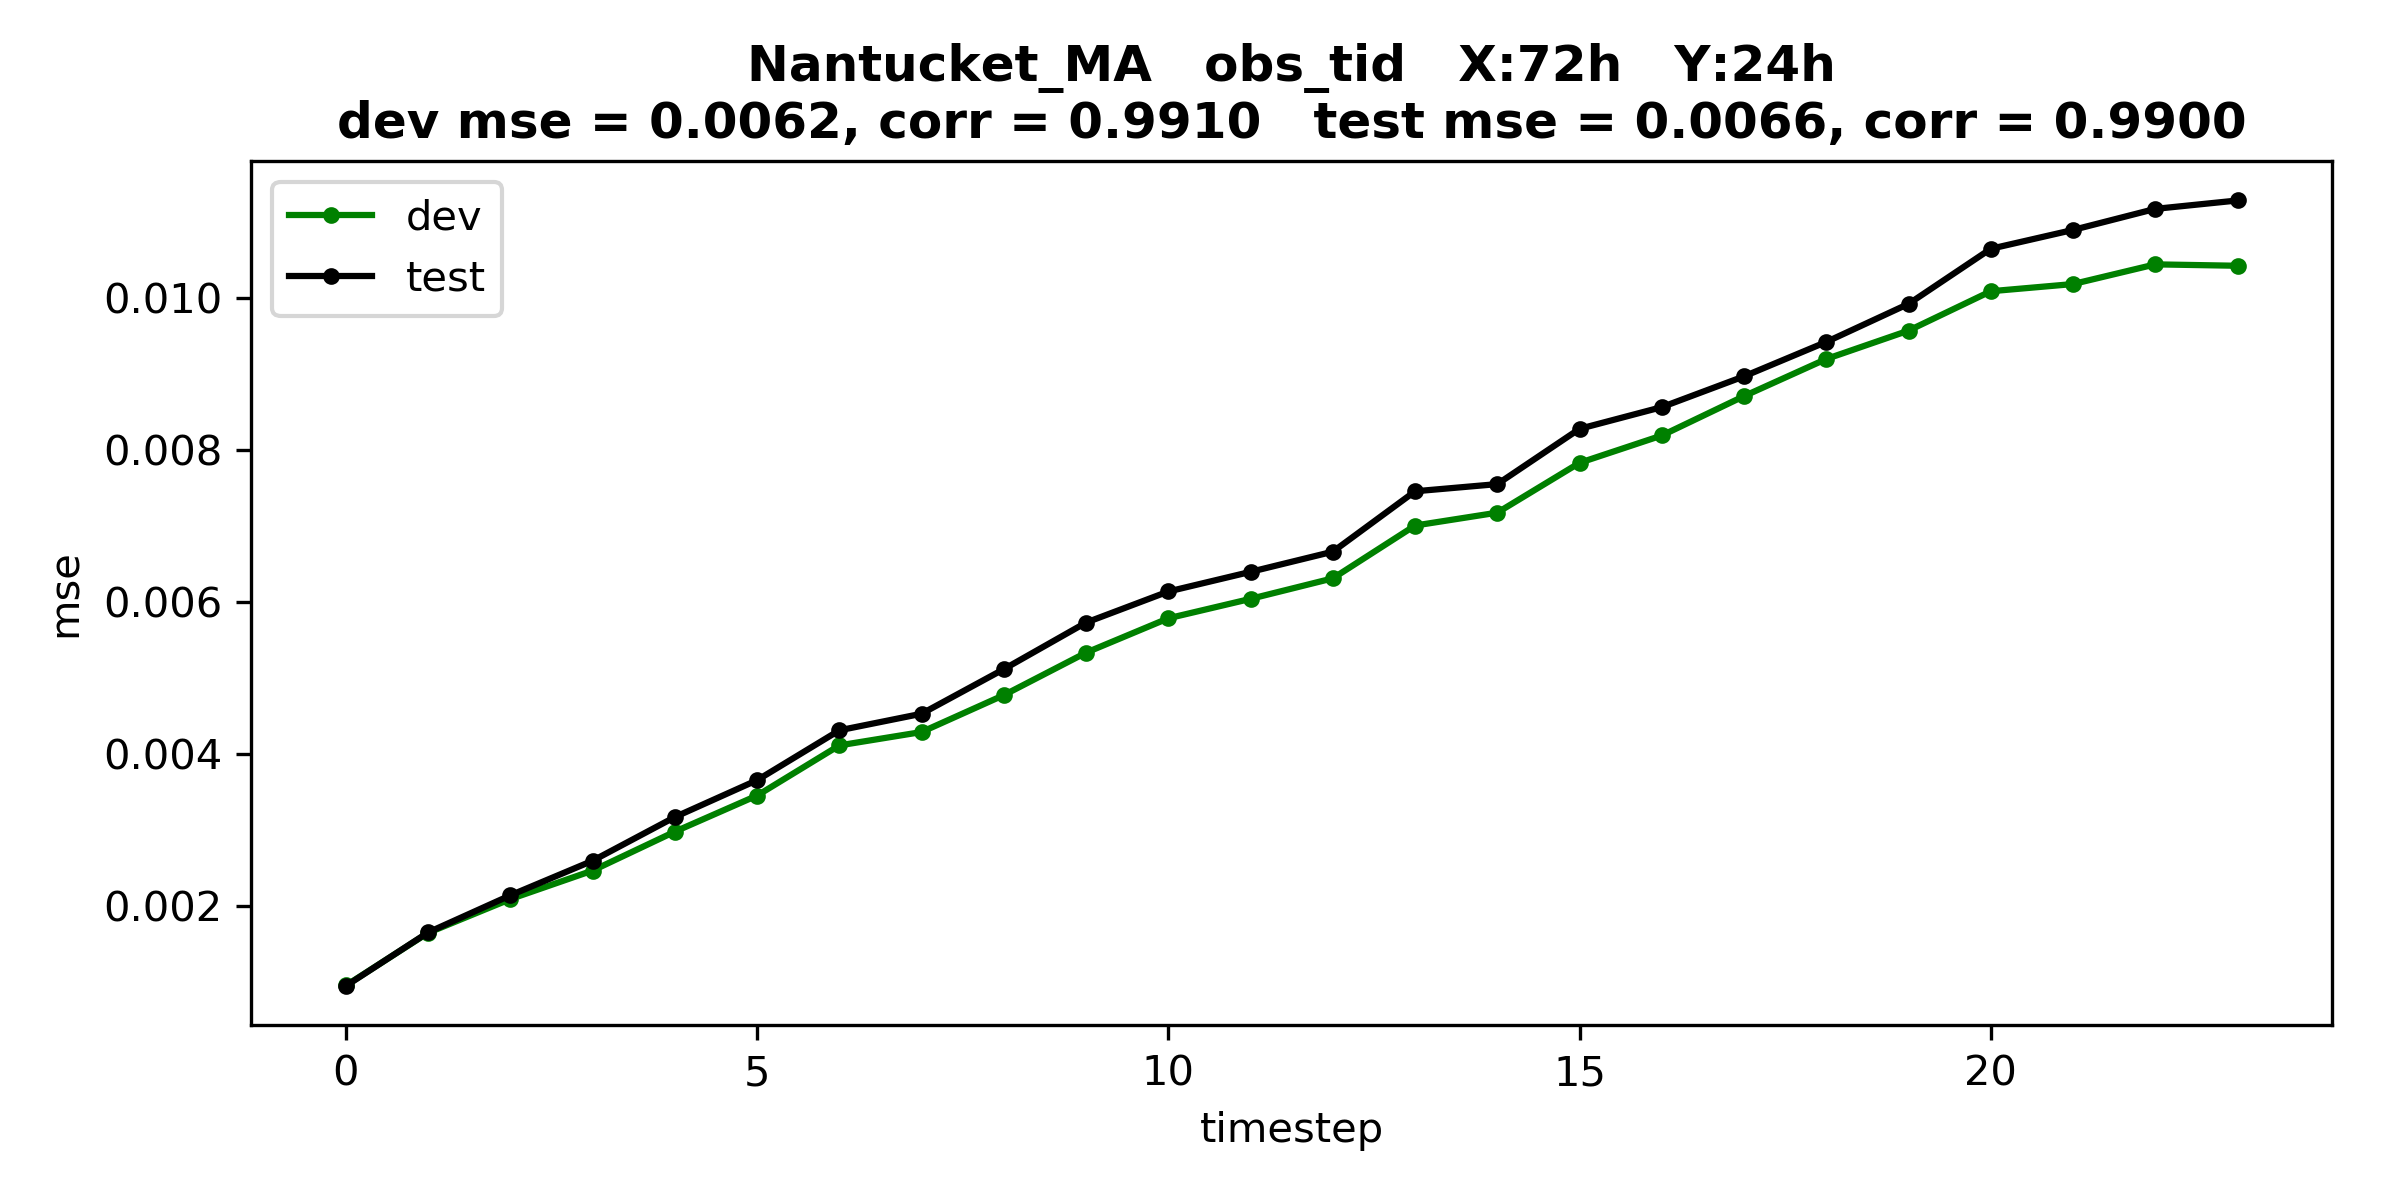 Nantucket_MA   obs_tid   X:72h   Y:24h
dev mse = 0.0062, corr = 0.9910   test mse = 0.0066, corr = 0.9900
dev
test
0.010
0.008
0.006
0.004
0.002
mse
0 5 10 15 20
timestep